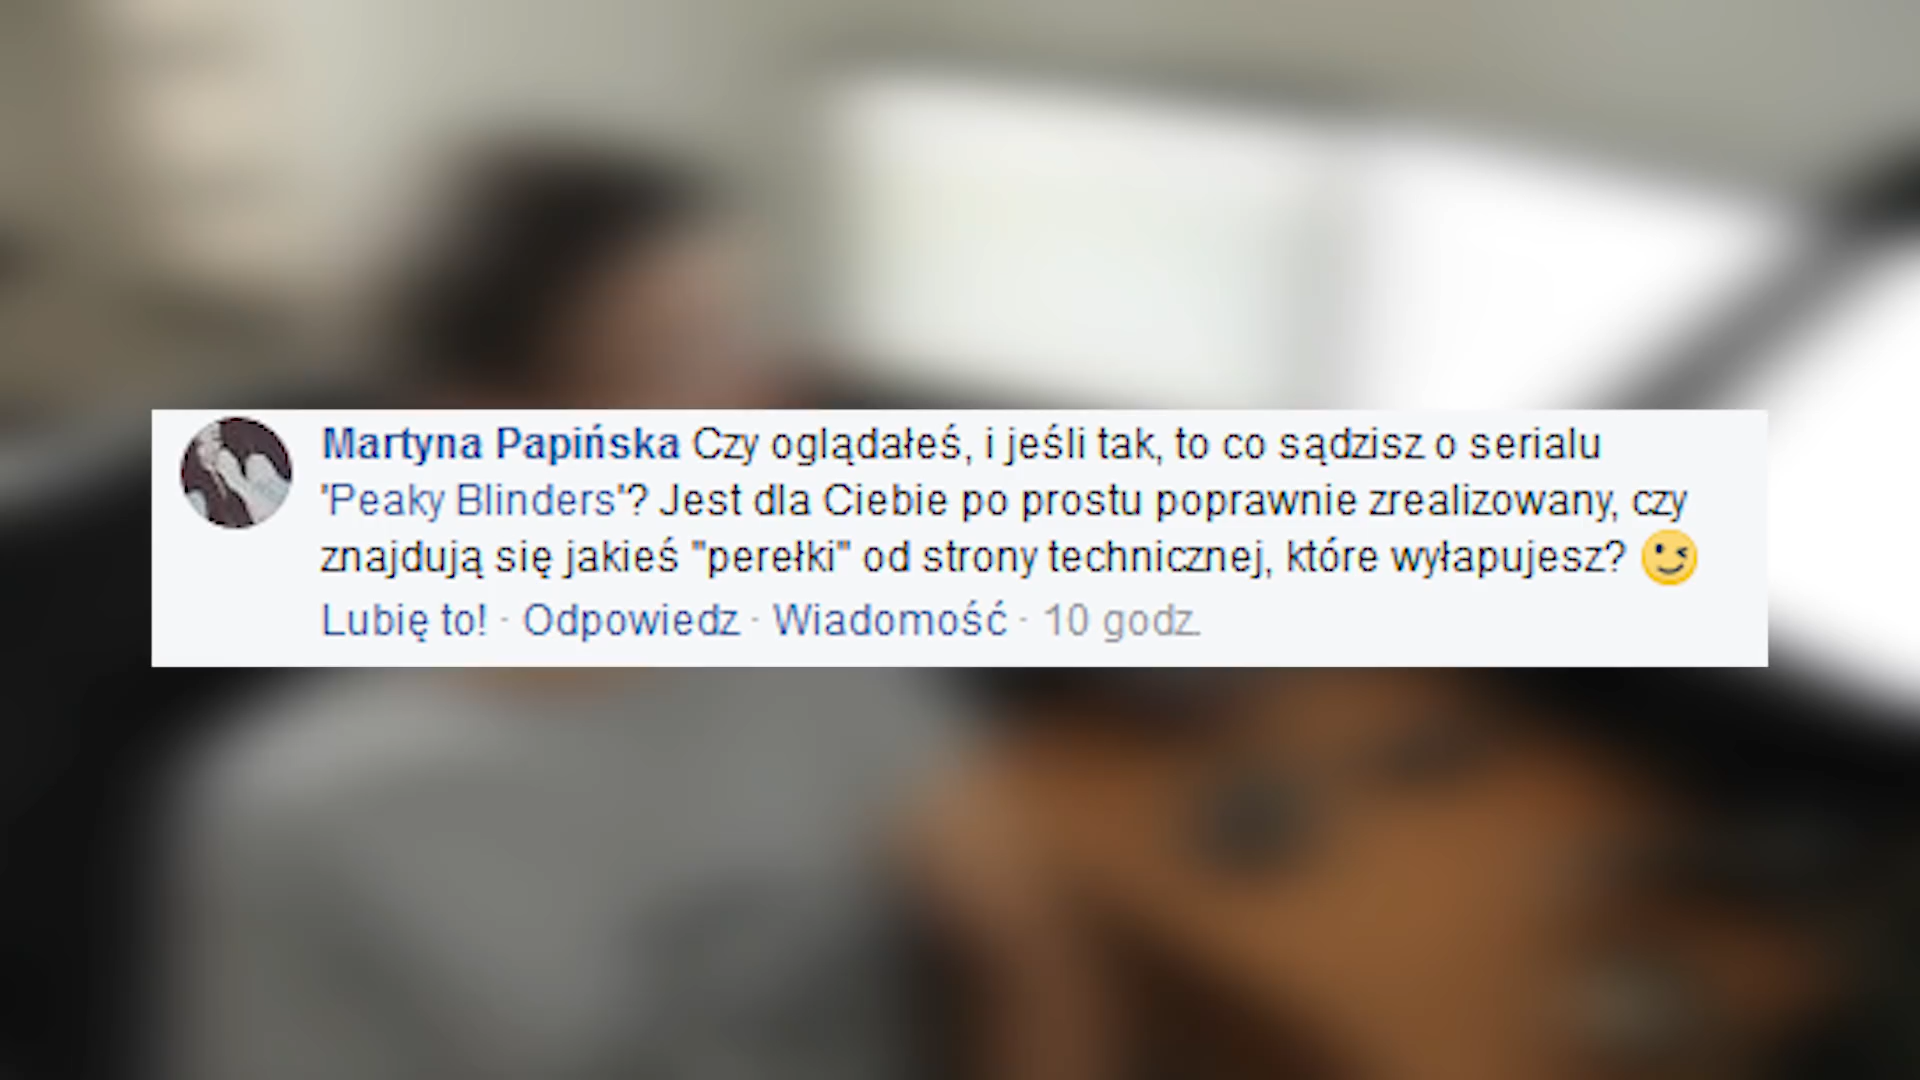 Martyna Papińska Czy oglądałeś, i jeśli tak, to co sądzisz o serialu
'Peaky Blinders'? Jest dla Ciebie po prostu poprawnie zrealizowany, czy
znajdują się jakieś "perełki" od strony technicznej, które wyłapujesz? 😉
Lubię to! · Odpowiedz · Wiadomość · 10 godz.